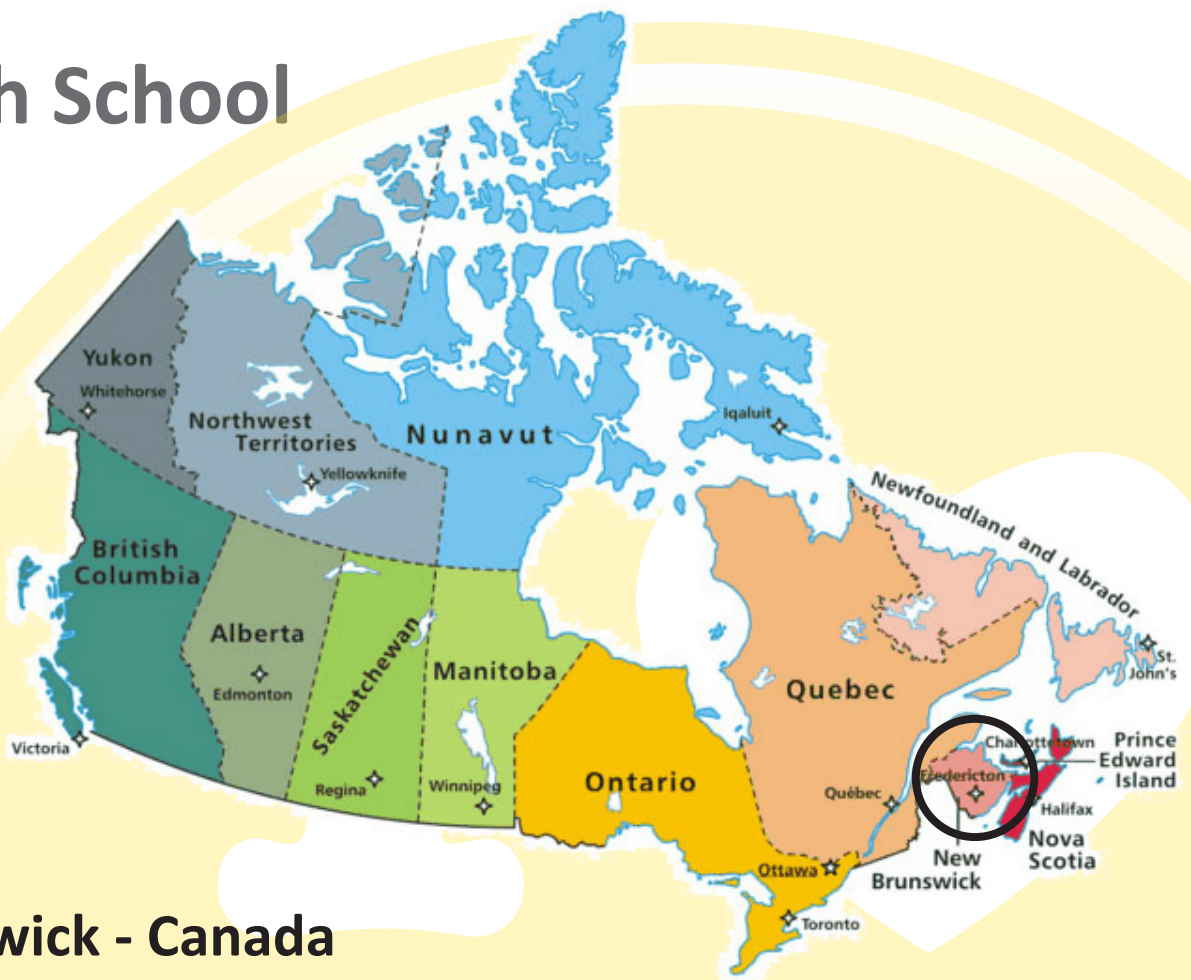 h School
Yukon
Whitehorse
Northwest
Territories
Yellowknife
Nunavut
Iqaluit
Newfoundland and Labrador
British
Columbia
Alberta
Edmonton
Saskatchewan
Regina
Manitoba
Winnipeg
Ontario
Quebec
Québec
St.
John's
Victoria
Charlottetown
Prince
Edward
Island
Fredericton
Halifax
Nova
Scotia
New
Brunswick
Ottawa
Toronto
wick - Canada